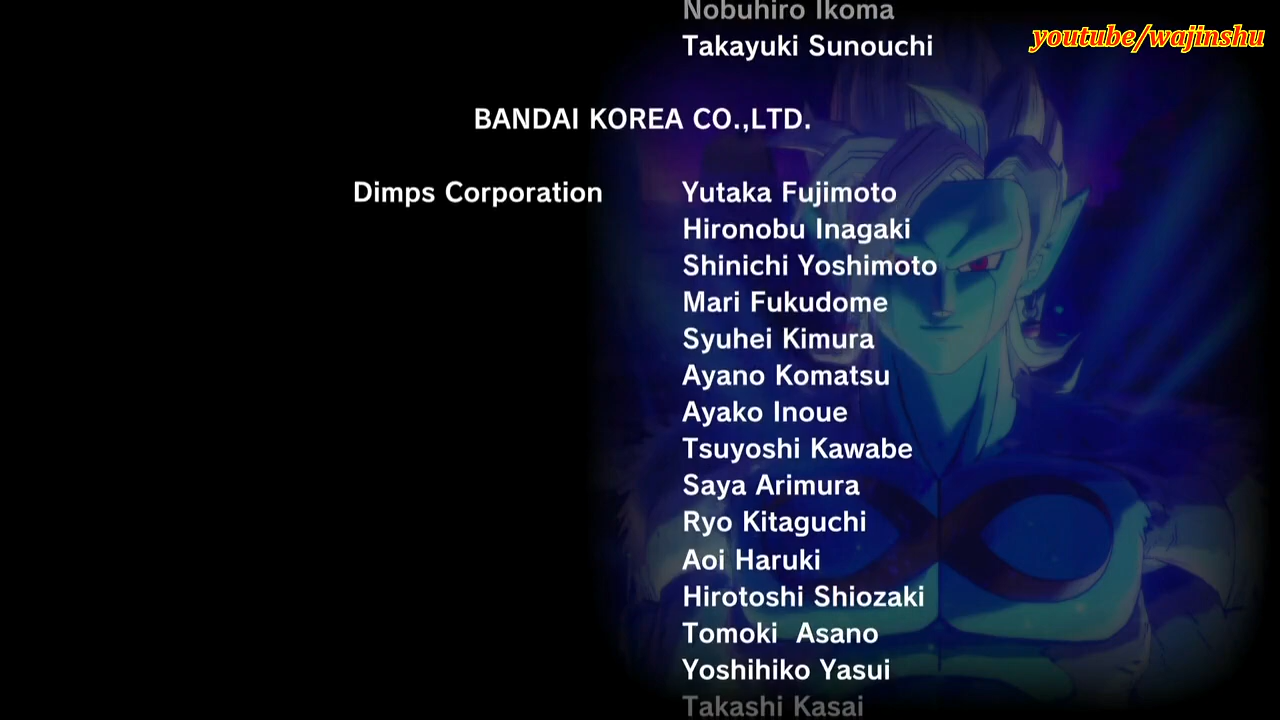 Nobuhiro Ikoma
youtube/wajinshu
Takayuki Sunouchi
BANDAI KOREA CO.,LTD.
Dimps Corporation Yutaka Fujimoto
Hironobu Inagaki
Shinichi Yoshimoto
Mari Fukudome
Syuhei Kimura
Ayano Komatsu
Ayako Inoue
Tsuyoshi Kawabe
Saya Arimura
Ryo Kitaguchi
Aoi Haruki
Hirotoshi Shiozaki
Tomoki  Asano
Yoshihiko Yasui
Takashi Kasai